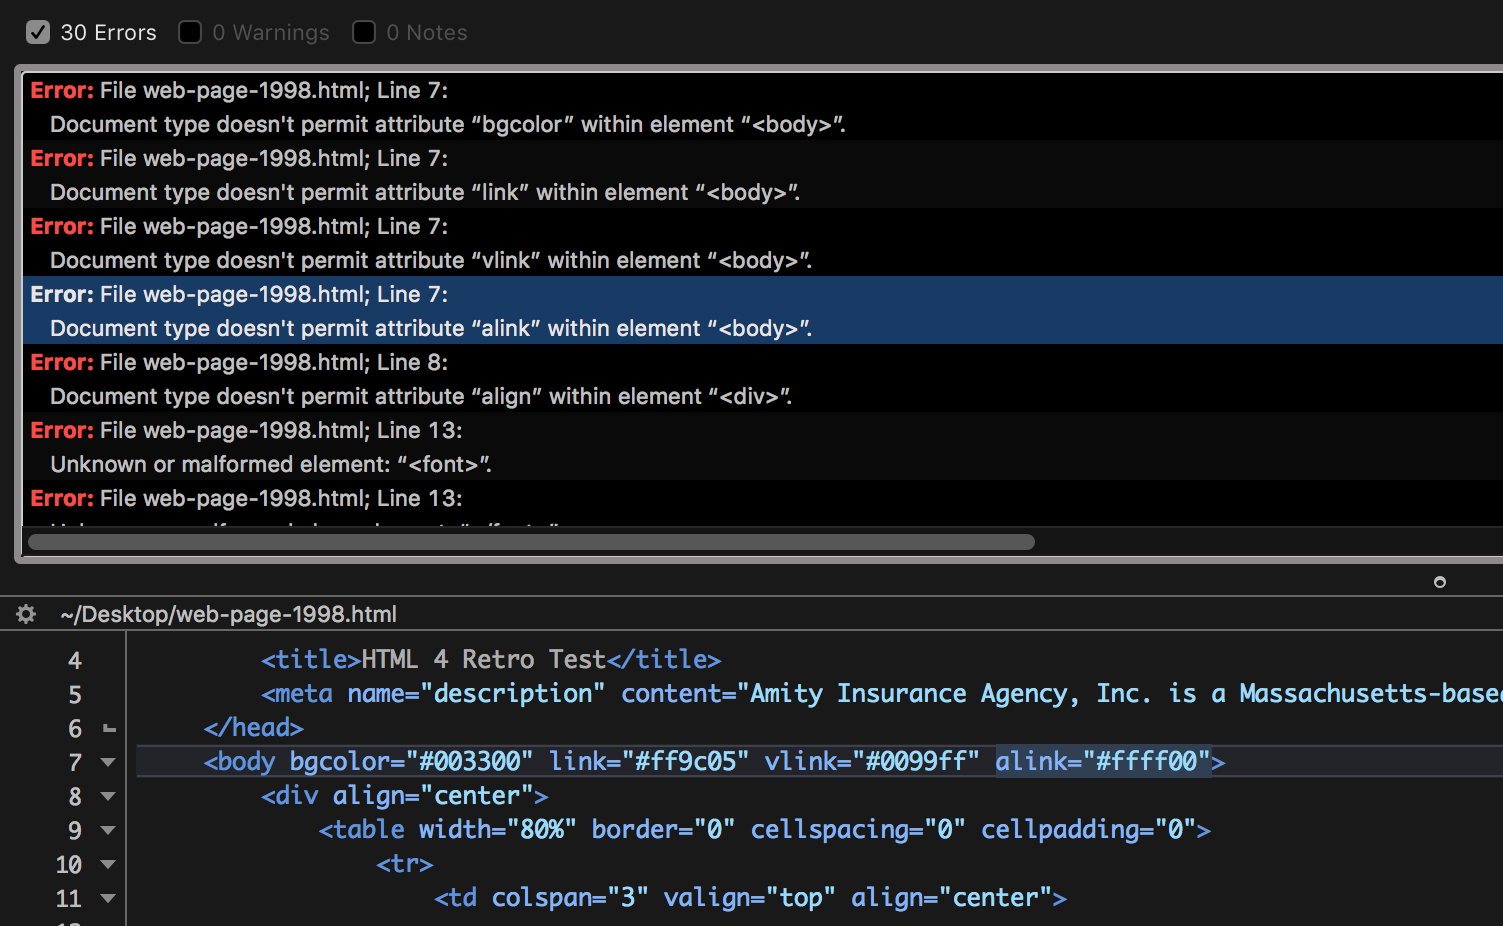 30 Errors 0 Warnings 0 Notes
Error: File web-page-1998.html; Line 7:
Document type doesn't permit attribute “bgcolor” within element “<body>”.
Error: File web-page-1998.html; Line 7:
Document type doesn't permit attribute “link” within element “<body>”.
Error: File web-page-1998.html; Line 7:
Document type doesn't permit attribute “vlink” within element “<body>”.
Error: File web-page-1998.html; Line 7:
Document type doesn't permit attribute “alink” within element “<body>”.
Error: File web-page-1998.html; Line 8:
Document type doesn't permit attribute “align” within element “<div>”.
Error: File web-page-1998.html; Line 13:
Unknown or malformed element: “<font>”.
Error: File web-page-1998.html; Line 13:
~/Desktop/web-page-1998.html
4 <title>HTML 4 Retro Test</title>
5 <meta name="description" content="Amity Insurance Agency, Inc. is a Massachusetts-based
6 </head>
7 <body bgcolor="#003300" link="#ff9c05" vlink="#0099ff" alink="#ffff00">
8 <div align="center">
9 <table width="80%" border="0" cellspacing="0" cellpadding="0">
10 <tr>
11 <td colspan="3" valign="top" align="center">